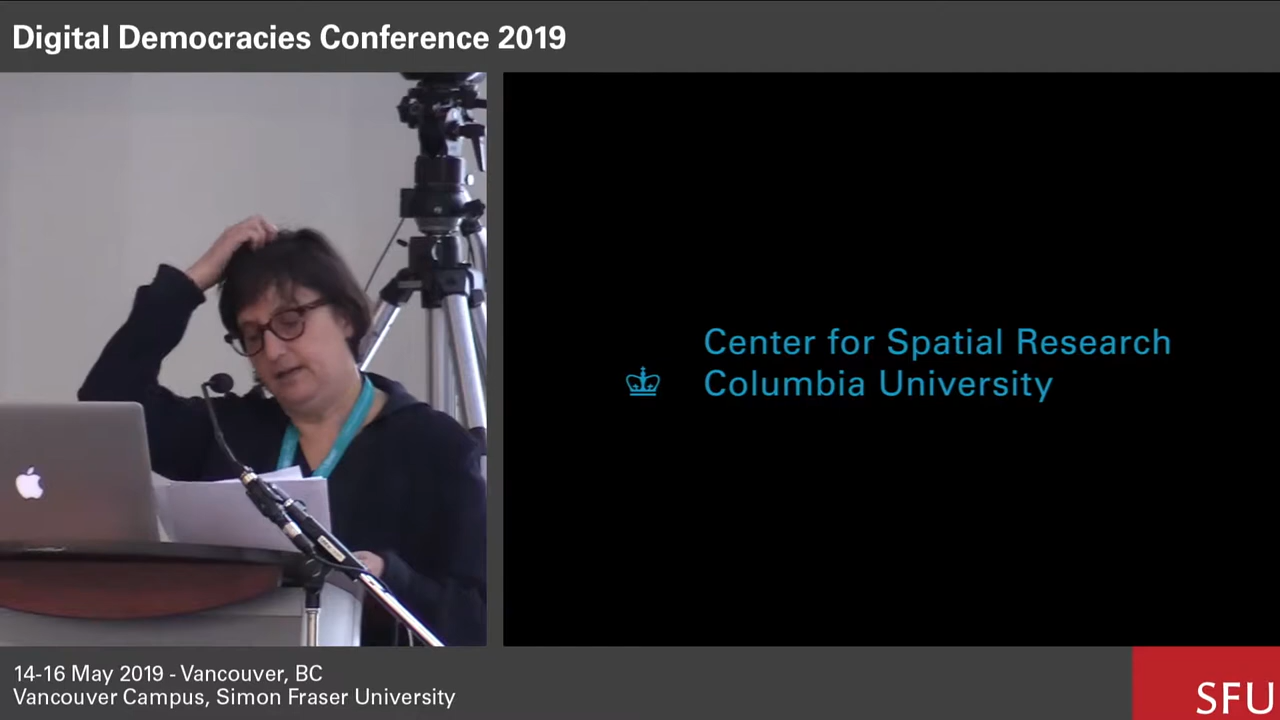 Digital Democracies Conference 2019
Center for Spatial Research
Columbia University
14-16 May 2019 - Vancouver, BC
Vancouver Campus, Simon Fraser University
SFU